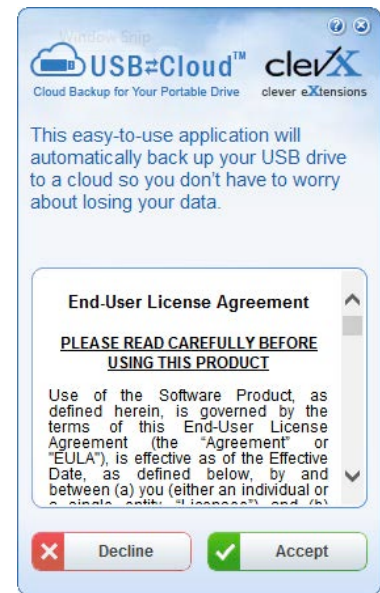 Window Snip
USB⇄Cloud™
clevX
Cloud Backup for Your Portable Drive
clever eXtensions
This easy-to-use application will
automatically back up your USB drive
to a cloud so you don't have to worry
about losing your data.
End-User License Agreement
PLEASE READ CAREFULLY BEFORE
USING THIS PRODUCT
Use of the Software Product, as
defined herein, is governed by the
terms of this End-User License
Agreement (the “Agreement” or
"EULA"), is effective as of the Effective
Date, as defined below, by and
between (a) you (either an individual or
a single entity, “Licensee”) and (b)
Decline
Accept